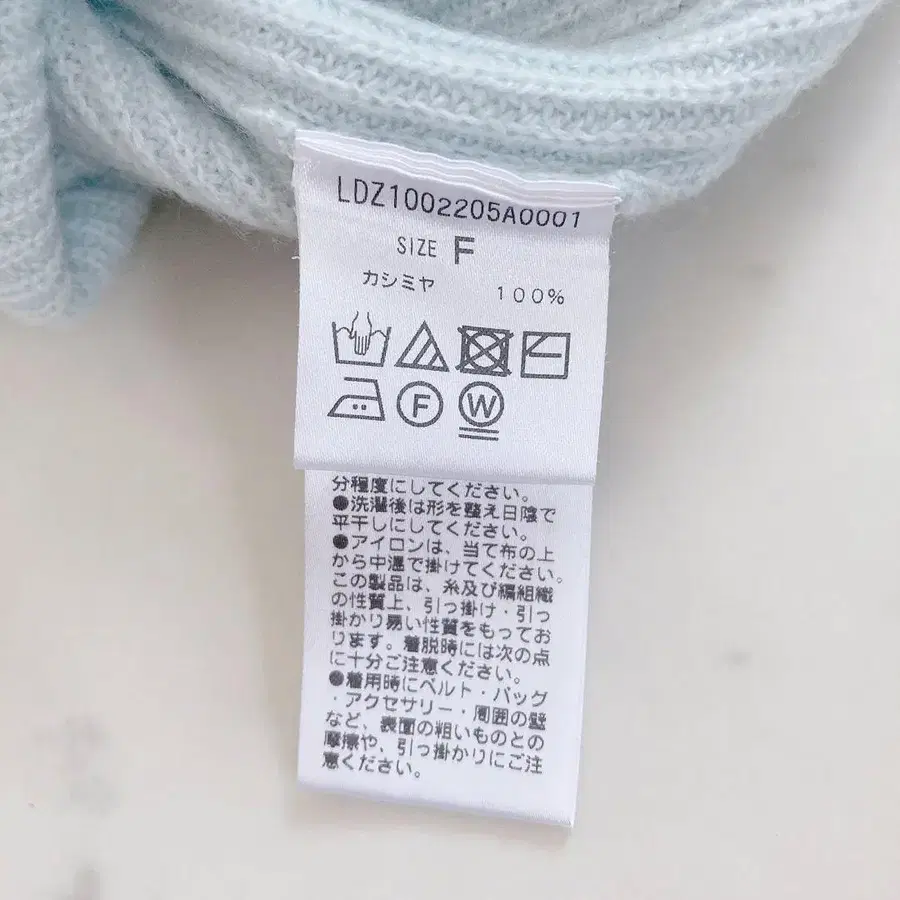 LDZ1002205A0001
SIZE F
カシミヤ 100%
F W
分程度にしてください。
●洗濯後は形を整え日陰で
平干しにしてください。
●アイロンは、当て布の上
から中温で掛けてください。
この製品は、糸及び編組織
の性質上、引っ掛け・引っ
掛かり易い性質をもってお
ります。着脱時には次の点
に十分ご注意ください。
●着用時にベルト・バッグ
・アクセサリー・周囲の壁
など、表面の粗いものとの
摩擦や、引っ掛かりにご注
意ください。